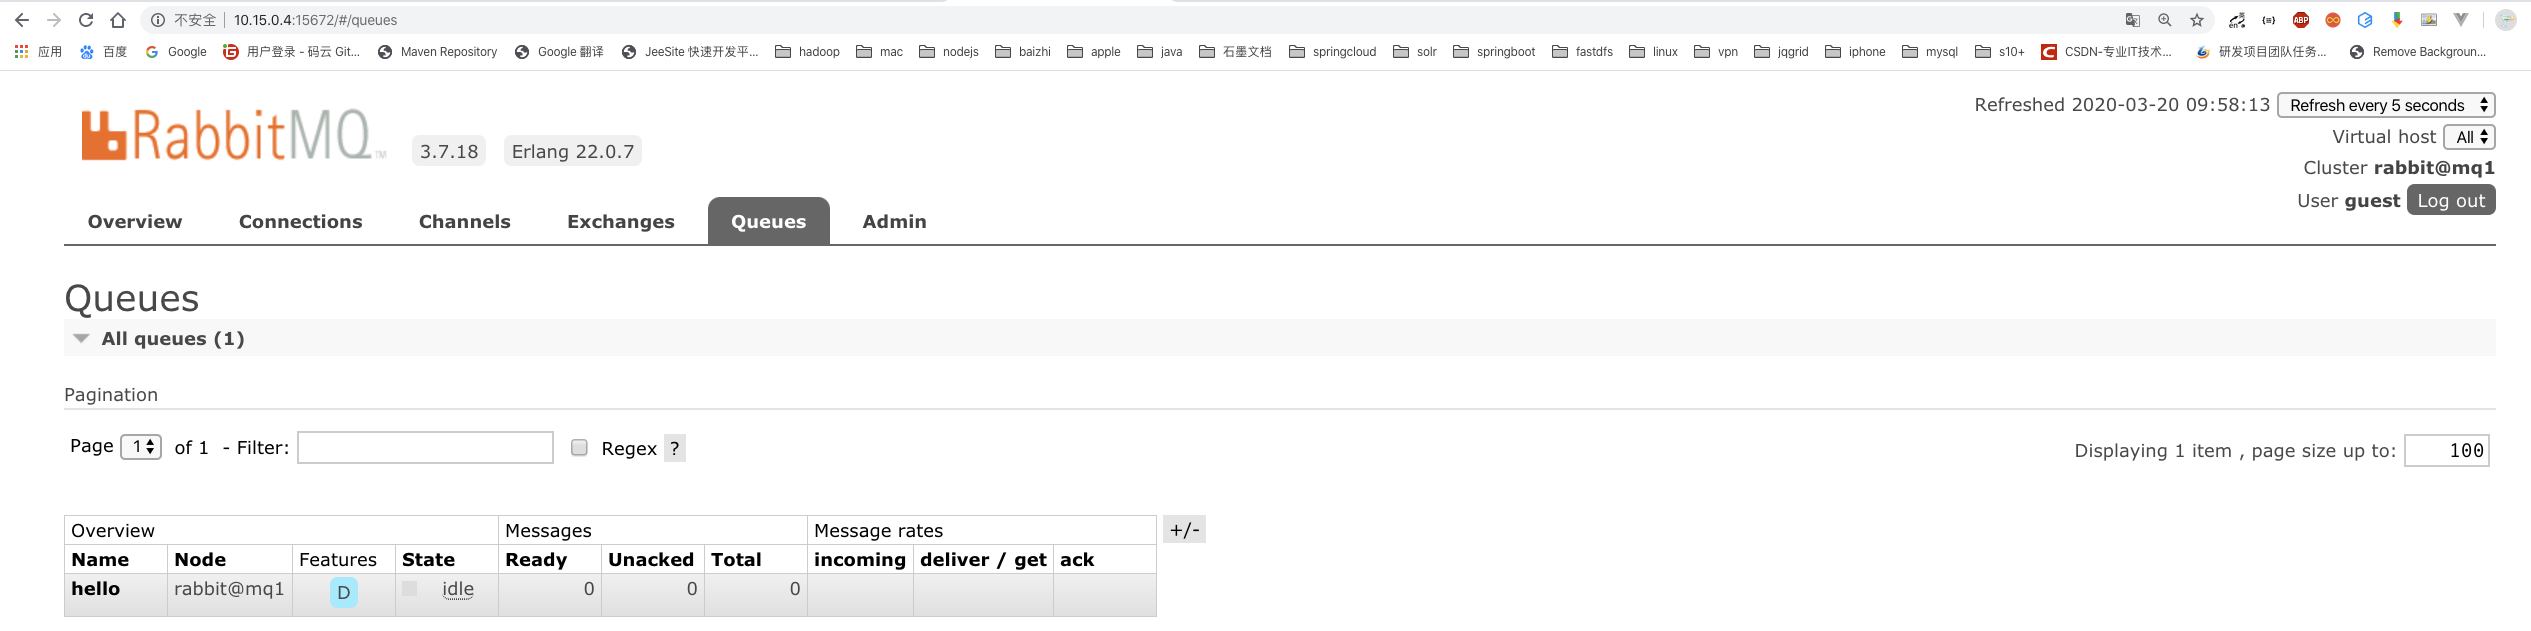 不安全 | 10.15.0.4:15672/#/queues
应用 百度 Google 用户登录 - 码云 Git... Maven Repository Google 翻译 JeeSite 快速开发平... hadoop mac nodejs baizhi apple java 石墨文档 springcloud solr springboot fastdfs linux vpn jqgrid iphone mysql s10+ CSDN-专业IT技术... 研发项目团队任务... Remove Backgroun...
Refreshed 2020-03-20 09:58:13 Refresh every 5 seconds
Virtual host All
RabbitMQ TM 3.7.18 Erlang 22.0.7
Cluster rabbit@mq1
User guest Log out
Overview Connections Channels Exchanges Queues Admin
Queues
All queues (1)
Pagination
Page 1 of 1 - Filter: Regex ? Displaying 1 item , page size up to: 100
Overview Messages Message rates +/-
Name Node Features State Ready Unacked Total incoming deliver / get ack
hello rabbit@mq1 D idle 0 0 0